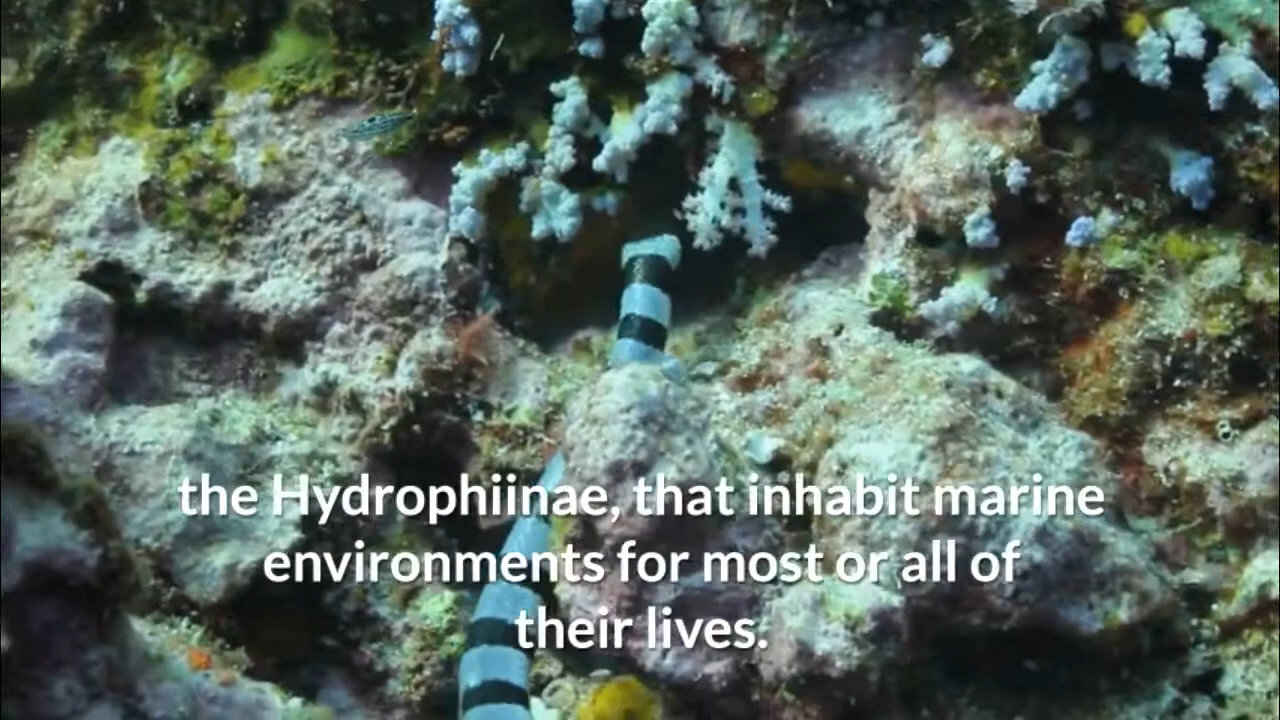 the Hydrophiinae, that inhabit marine
environments for most or all of
their lives.